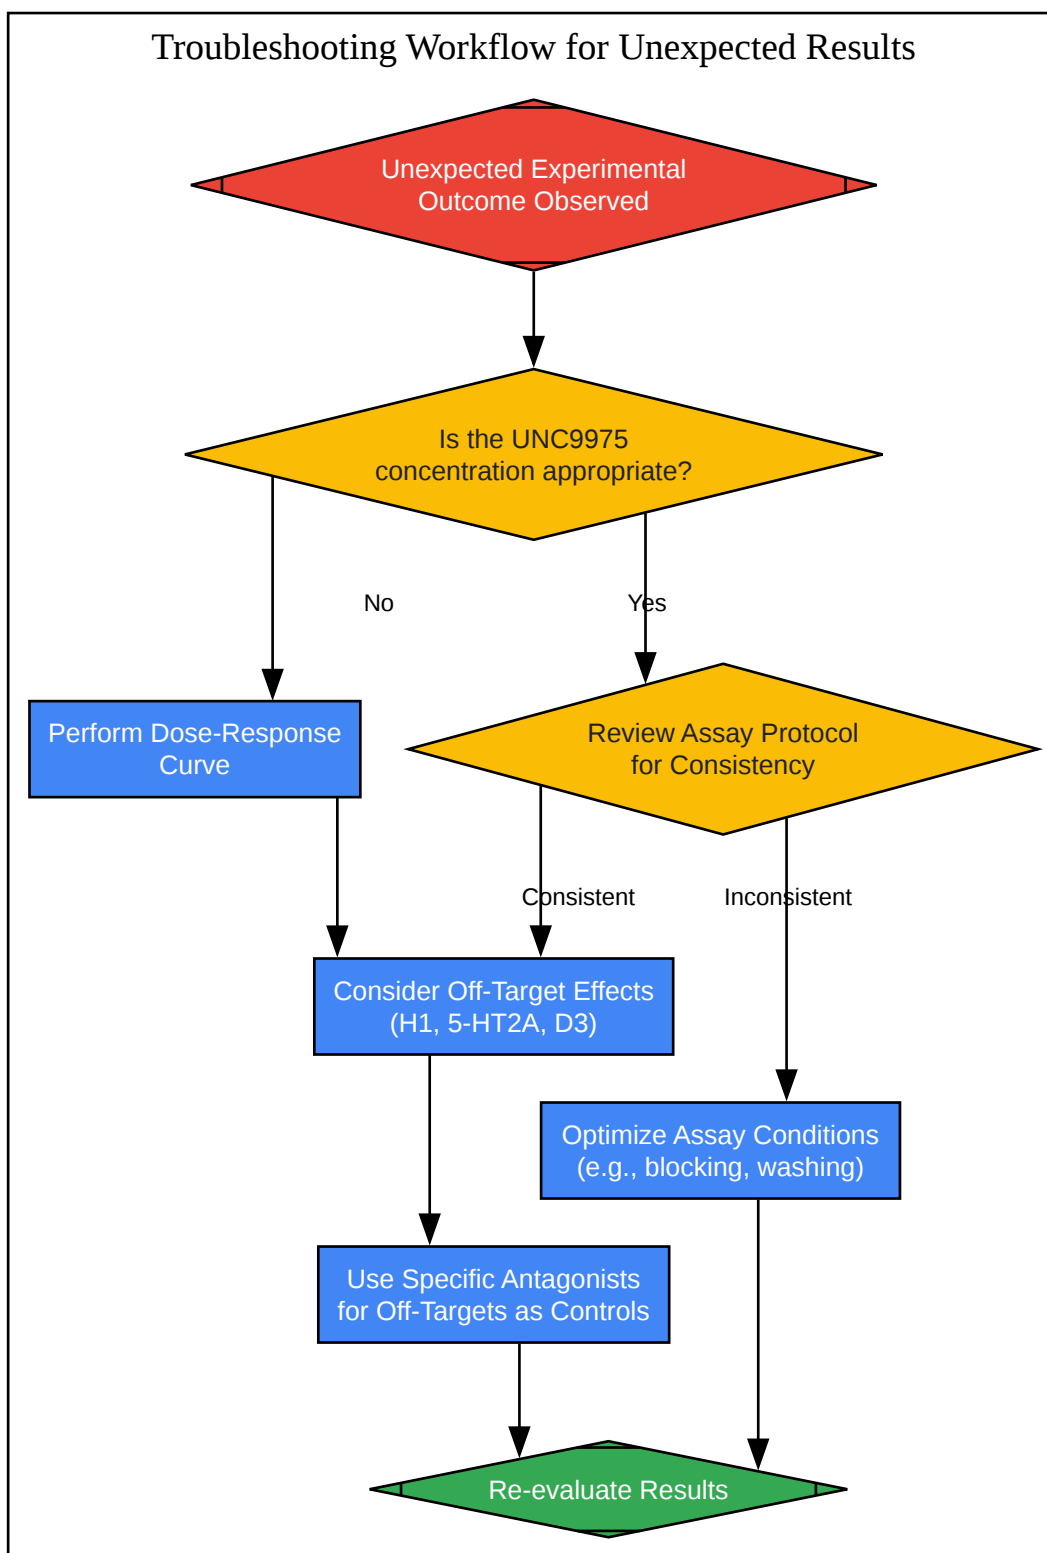 Troubleshooting Workflow for Unexpected Results
Unexpected Experimental
Outcome Observed
Is the UNC9975
concentration appropriate?
No
Yes
Perform Dose-Response
Curve
Review Assay Protocol
for Consistency
Consistent
Inconsistent
Consider Off-Target Effects
(H1, 5-HT2A, D3)
Optimize Assay Conditions
(e.g., blocking, washing)
Use Specific Antagonists
for Off-Targets as Controls
Re-evaluate Results